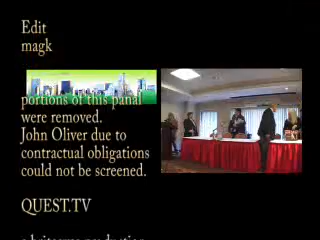 Edit
magk
portions of this panal
were removed.
John Oliver due to
contractual obligations
could not be screened.
QUEST.TV